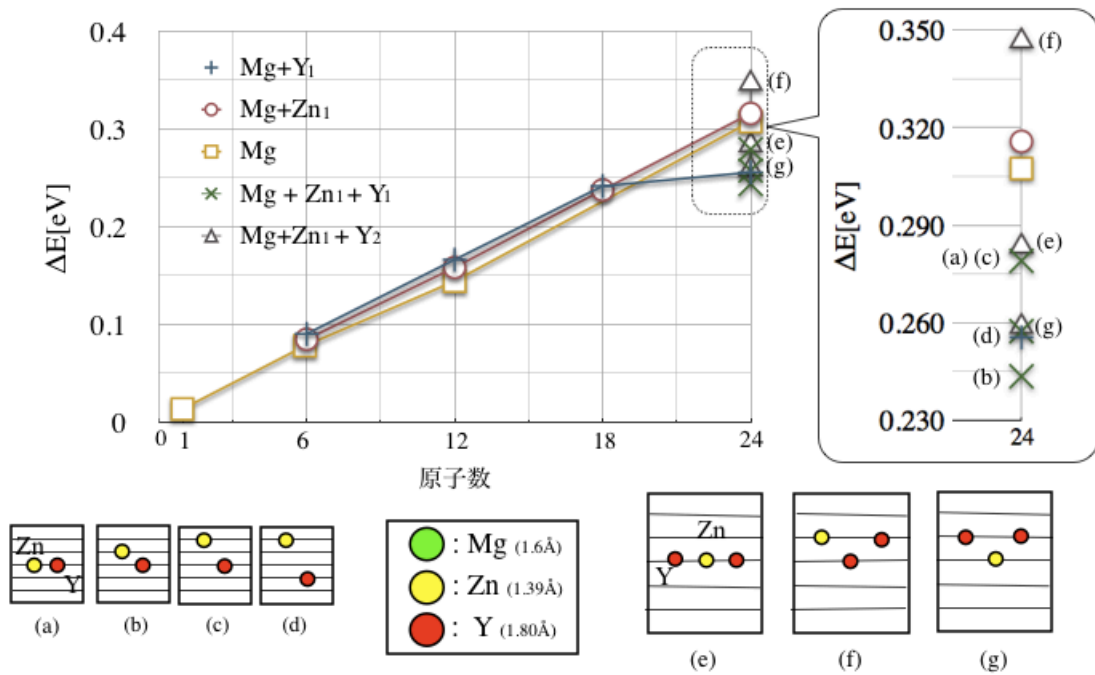 0.4
0.3
0.2
0.1
0
ΔE[eV]
Mg+Y1
Mg+Zn1
Mg
Mg + Zn1 + Y1
Mg+Zn1 + Y2
(f)
(e)
(g)
0 1 6 12 18 24
原子数
0.350
0.320
0.290
0.260
0.230
ΔE[eV]
(f)
(e)
(a) (c)
(g)
(d)
(b)
24
Zn
Y
(a) (b) (c) (d)
: Mg (1.6Å)
: Zn (1.39Å)
: Y (1.80Å)
Zn
Y
(e) (f) (g)